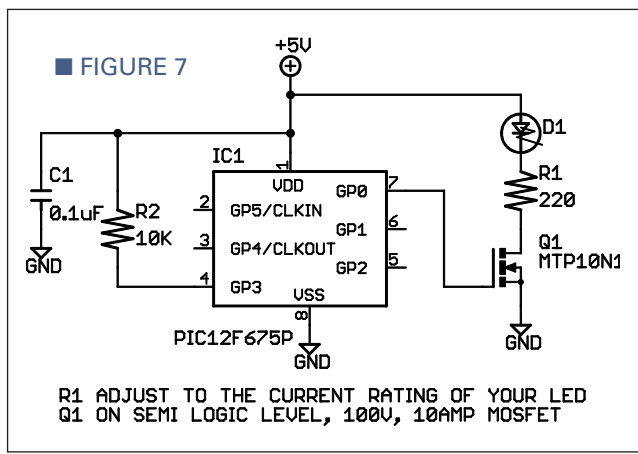 ■ FIGURE 7
+5V
IC1
C1
0.1uF
R2
10K
GND
1
VDD
2
GP5/CLKIN
3
GP4/CLKOUT
4
GP3
GP0
7
GP1
6
GP2
5
VSS
8
PIC12F675P
GND
D1
R1
220
Q1
MTP10N1
GND
R1 ADJUST TO THE CURRENT RATING OF YOUR LED
Q1 ON SEMI LOGIC LEVEL, 100V, 10AMP MOSFET